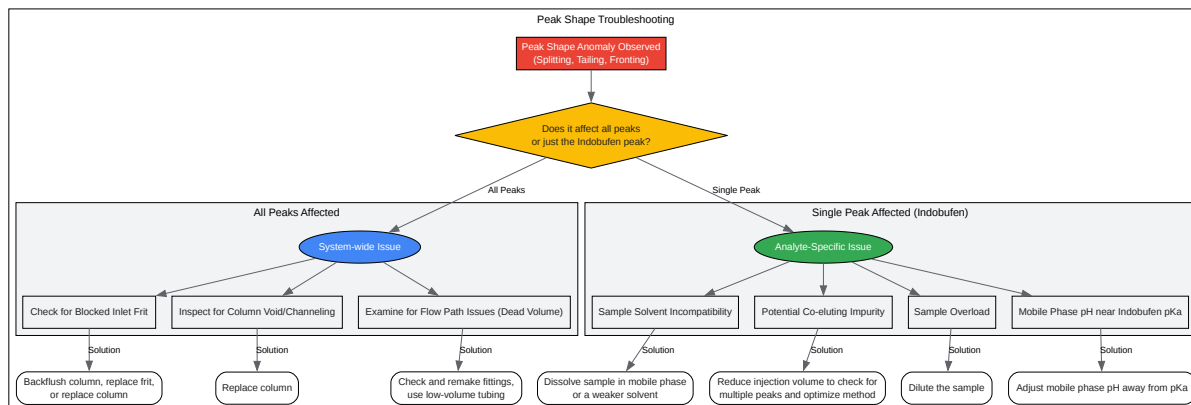 Peak Shape Troubleshooting
Peak Shape Anomaly Observed
(Splitting, Tailing, Fronting)
Does it affect all peaks
or just the Indobufen peak?
All Peaks
Single Peak
All Peaks Affected
Single Peak Affected (Indobufen)
System-wide Issue
Analyte-Specific Issue
Check for Blocked Inlet Frit
Inspect for Column Void/Channeling
Examine for Flow Path Issues (Dead Volume)
Sample Solvent Incompatibility
Potential Co-eluting Impurity
Sample Overload
Mobile Phase pH near Indobufen pKa
Solution
Solution
Solution
Solution
Solution
Solution
Solution
Backflush column, replace frit,
or replace column
Replace column
Check and remake fittings,
use low-volume tubing
Dissolve sample in mobile phase
or a weaker solvent
Reduce injection volume to check for
multiple peaks and optimize method
Dilute the sample
Adjust mobile phase pH away from pKa